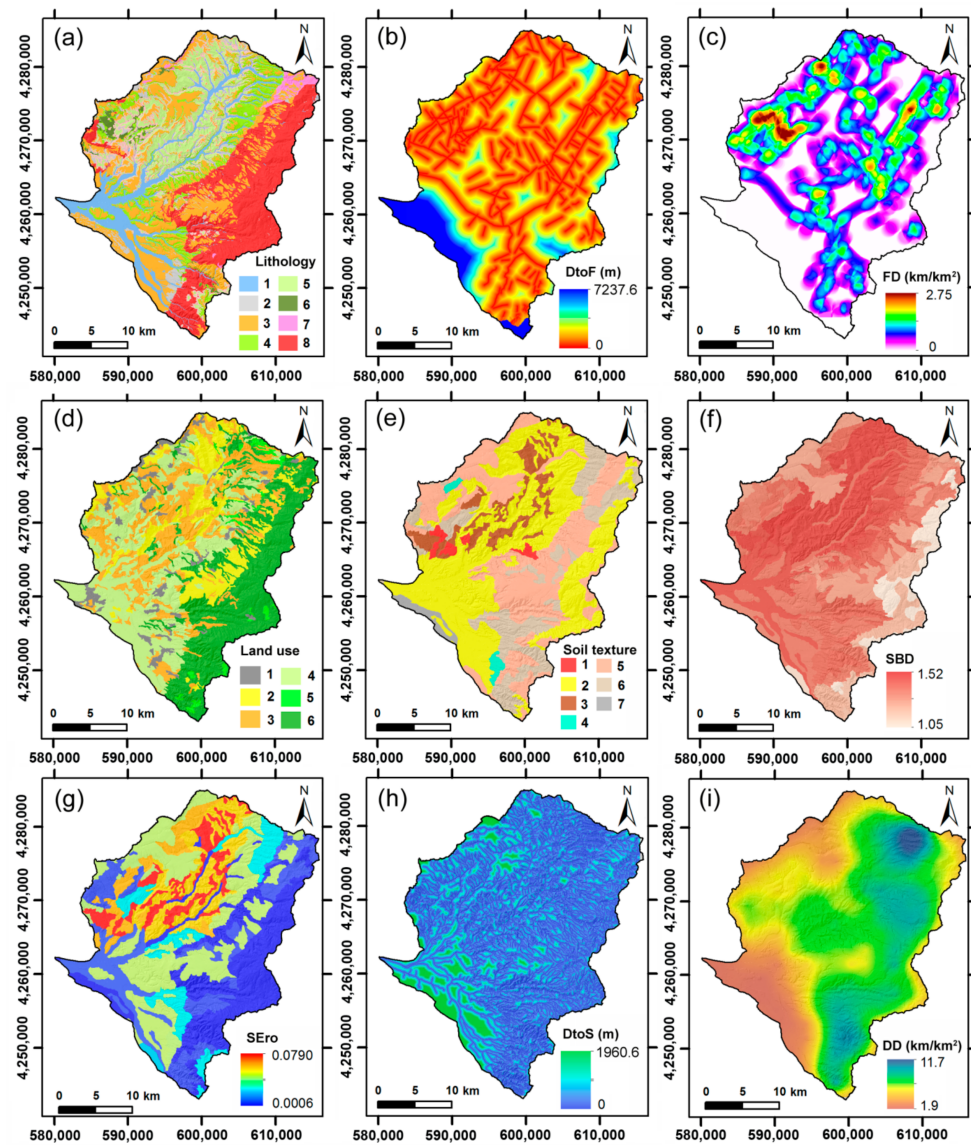 (a)
N
4,280,000
4,270,000
4,260,000
4,250,000
Lithology
1 5
2 6
3 7
4 8
0 5 10 km
580,000 590,000 600,000 610,000
(b)
N
4,280,000
4,270,000
4,260,000
4,250,000
DtoF (m)
7237.6
0
0 5 10 km
580,000 590,000 600,000 610,000
(c)
N
4,280,000
4,270,000
4,260,000
4,250,000
FD (km/km²)
2.75
0
0 5 10 km
580,000 590,000 600,000 610,000
(d)
N
4,280,000
4,270,000
4,260,000
4,250,000
Land use
1 4
2 5
3 6
0 5 10 km
580,000 590,000 600,000 610,000
(e)
N
4,280,000
4,270,000
4,260,000
4,250,000
Soil texture
1 5
2 6
3 7
4
0 5 10 km
580,000 590,000 600,000 610,000
(f)
N
4,280,000
4,270,000
4,260,000
4,250,000
SBD
1.52
1.05
0 5 10 km
580,000 590,000 600,000 610,000
(g)
N
4,280,000
4,270,000
4,260,000
4,250,000
SEro
0.0790
0.0006
0 5 10 km
580,000 590,000 600,000 610,000
(h)
N
4,280,000
4,270,000
4,260,000
4,250,000
DtoS (m)
1960.6
0
0 5 10 km
580,000 590,000 600,000 610,000
(i)
N
4,280,000
4,270,000
4,260,000
4,250,000
DD (km/km²)
11.7
1.9
0 5 10 km
580,000 590,000 600,000 610,000